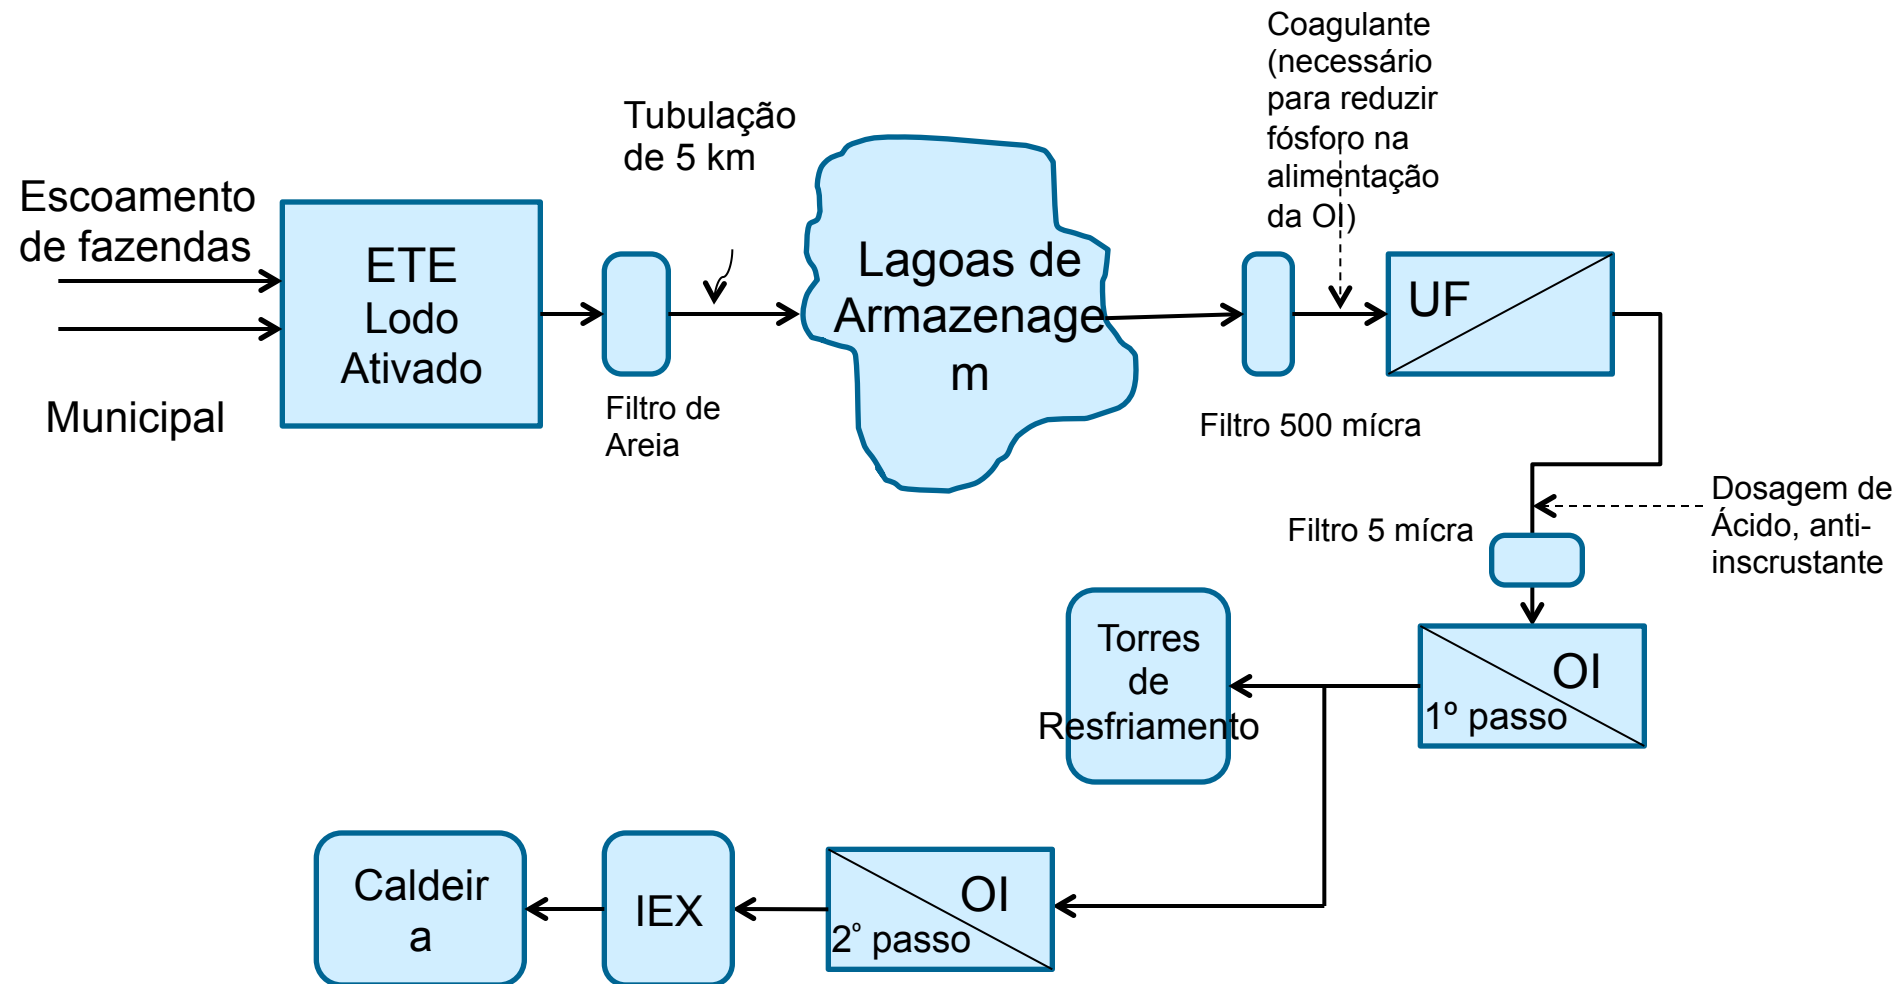 Escoamento
de fazendas
Municipal
ETE
Lodo
Ativado
Filtro de
Areia
Tubulação
de 5 km
Lagoas de
Armazenage
m
Coagulante
(necessário
para reduzir
fósforo na
alimentação
da OI)
Filtro 500 mícra
UF
Dosagem de
Ácido, anti-
inscrustante
Filtro 5 mícra
OI
1º passo
Torres
de
Resfriamento
OI
2º passo
IEX
Caldeir
a